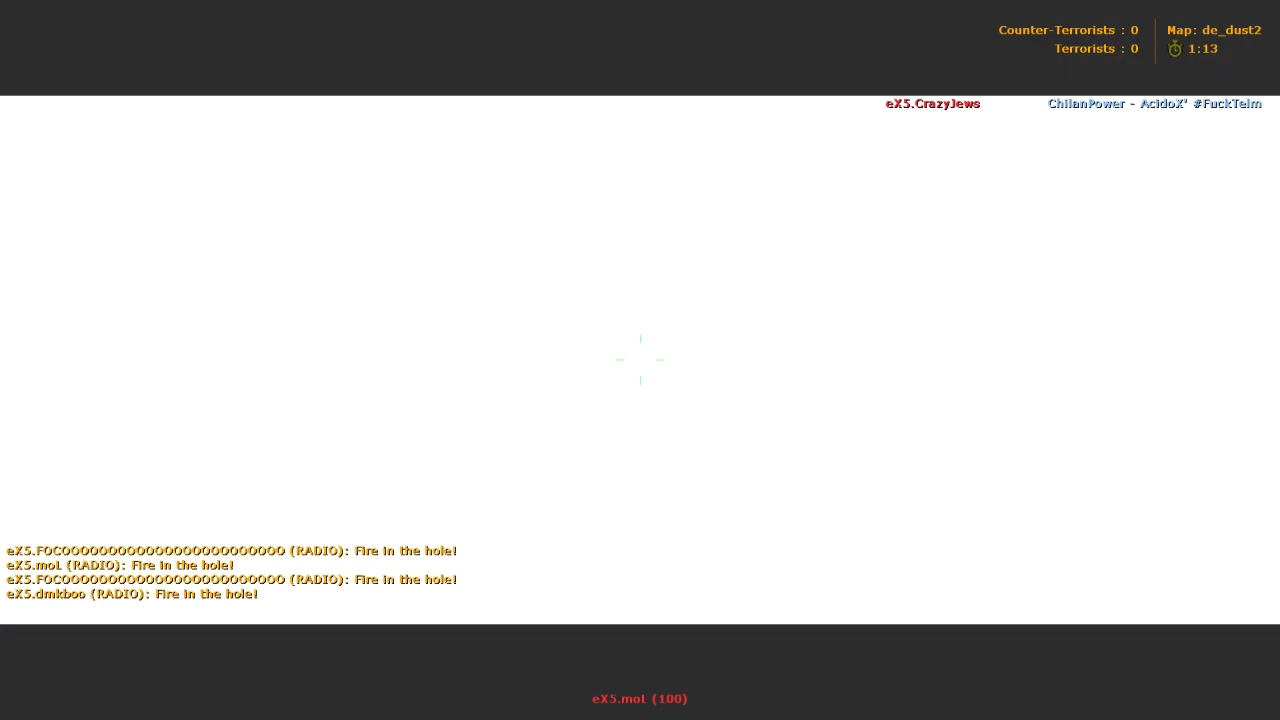 Counter-Terrorists : 0
Terrorists : 0
Map: de_dust2
1:13
eX5.CrazyJews ChilanPower - AcidoX' #FuckTelm
eX5.FOCOOOOOOOOOOOOOOOOOOOOOOOOO (RADIO): Fire in the hole!
eX5.moL (RADIO): Fire in the hole!
eX5.FOCOOOOOOOOOOOOOOOOOOOOOOOOO (RADIO): Fire in the hole!
eX5.dmkboo (RADIO): Fire in the hole!
eX5.moL (100)